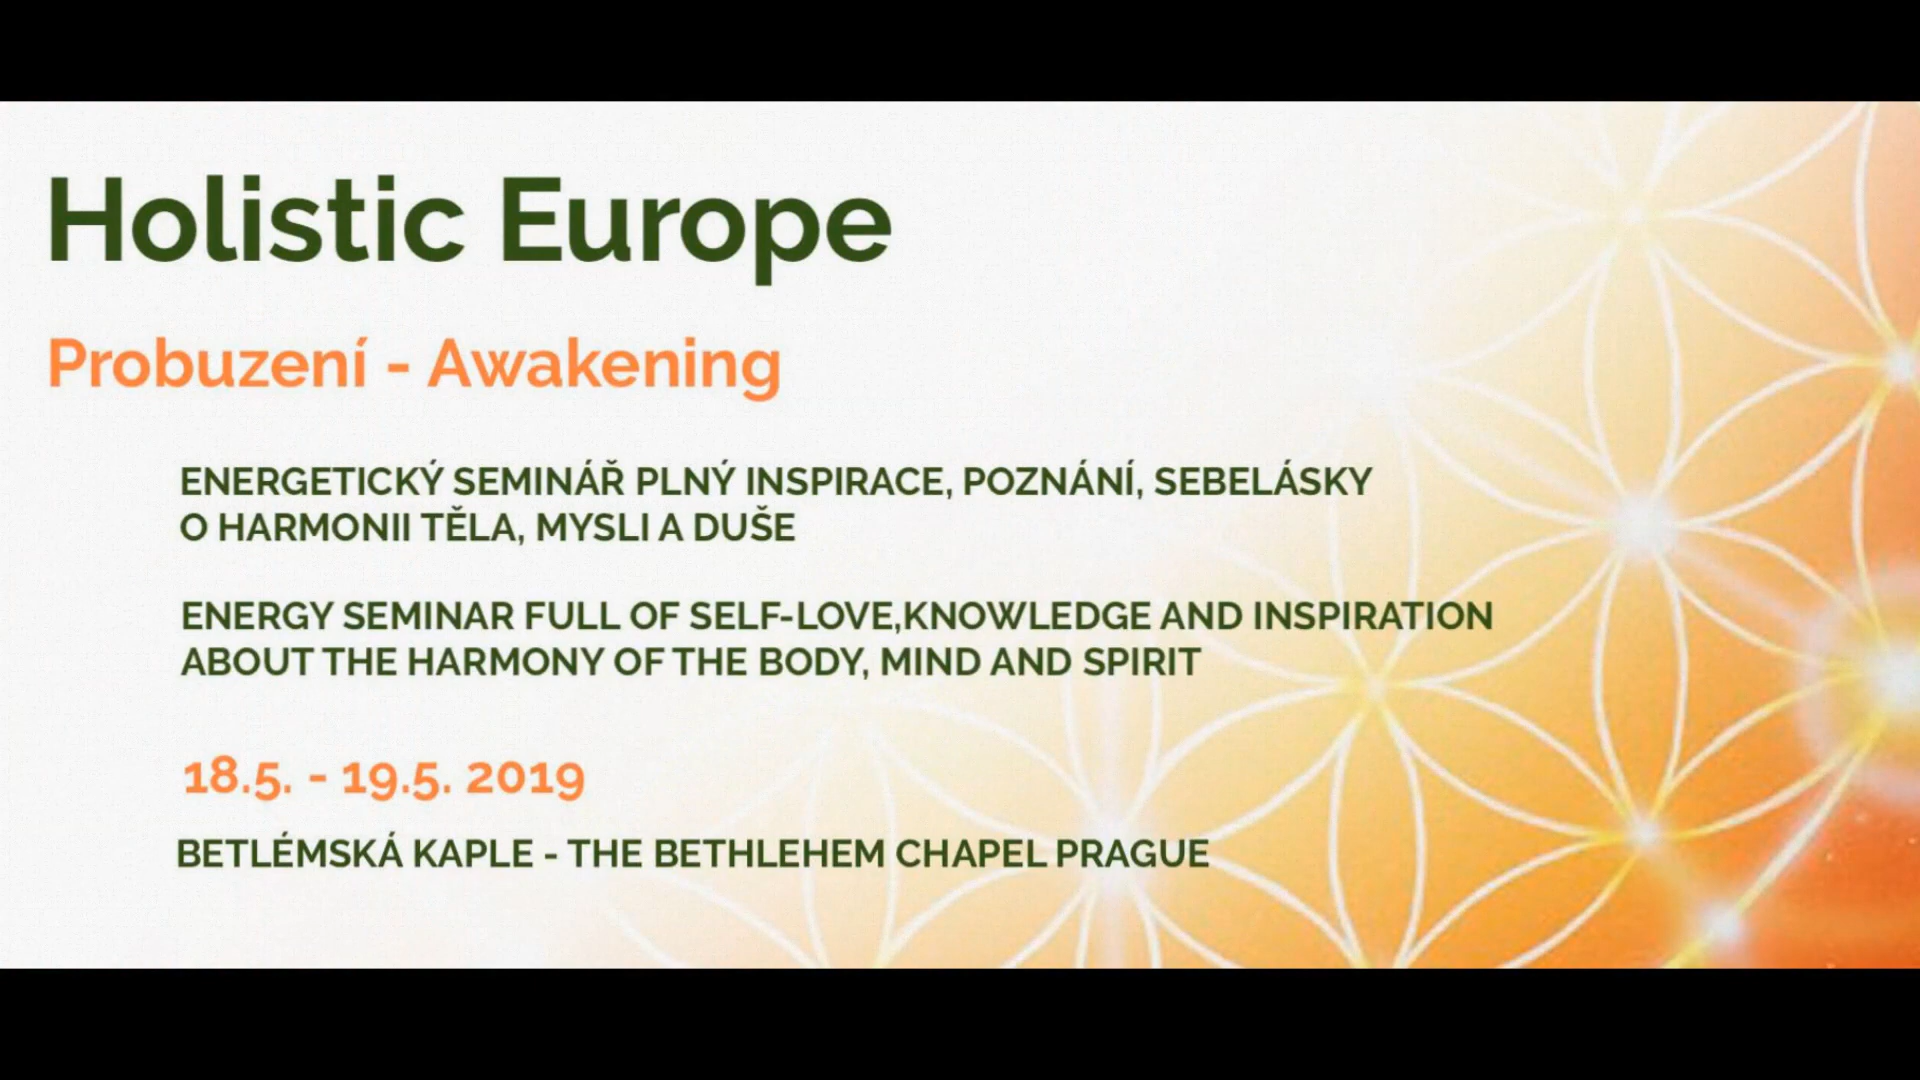 Holistic Europe
Probuzení - Awakening
ENERGETICKÝ SEMINÁŘ PLNÝ INSPIRACE, POZNÁNÍ, SEBELÁSKY
O HARMONII TĚLA, MYSLI A DUŠE
ENERGY SEMINAR FULL OF SELF-LOVE,KNOWLEDGE AND INSPIRATION
ABOUT THE HARMONY OF THE BODY, MIND AND SPIRIT
18.5. - 19.5. 2019
BETLÉMSKÁ KAPLE - THE BETHLEHEM CHAPEL PRAGUE